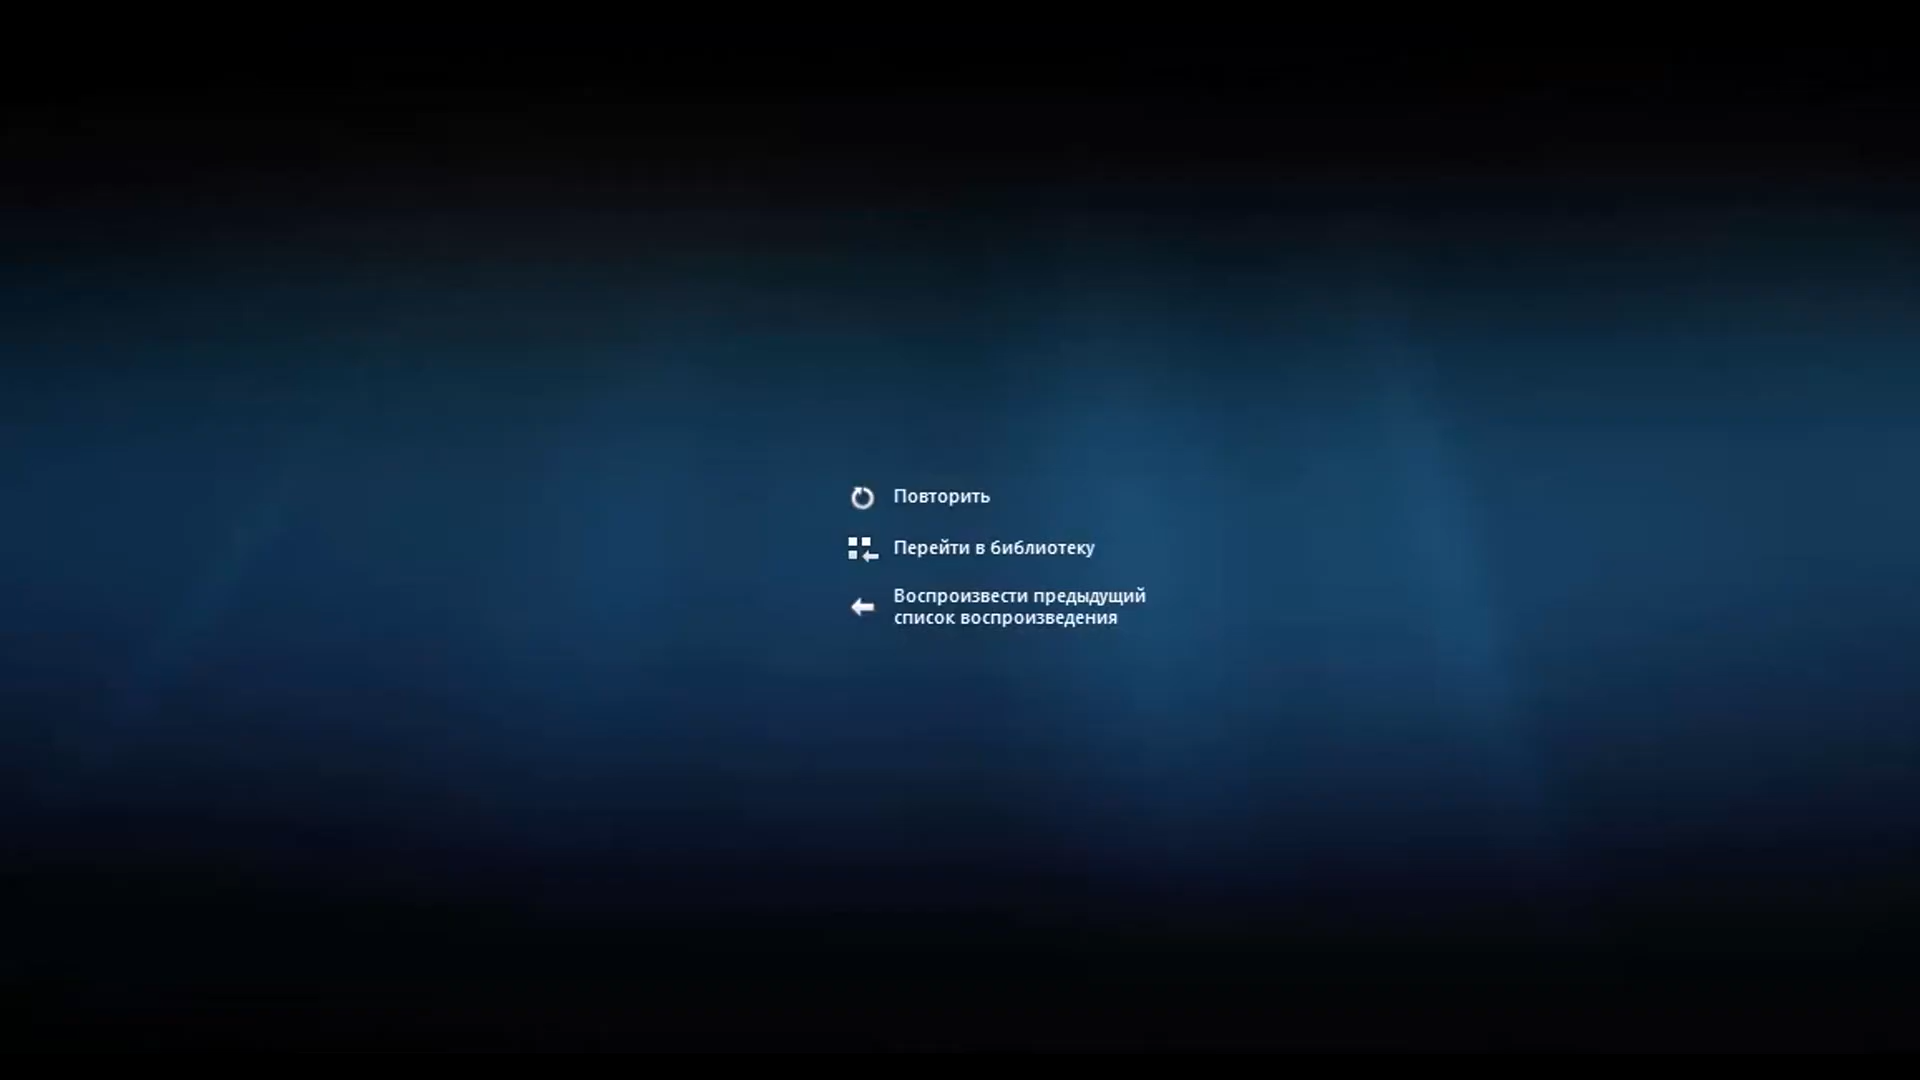 Повторить
Перейти в библиотеку
Воспроизвести предыдущий
список воспроизведения